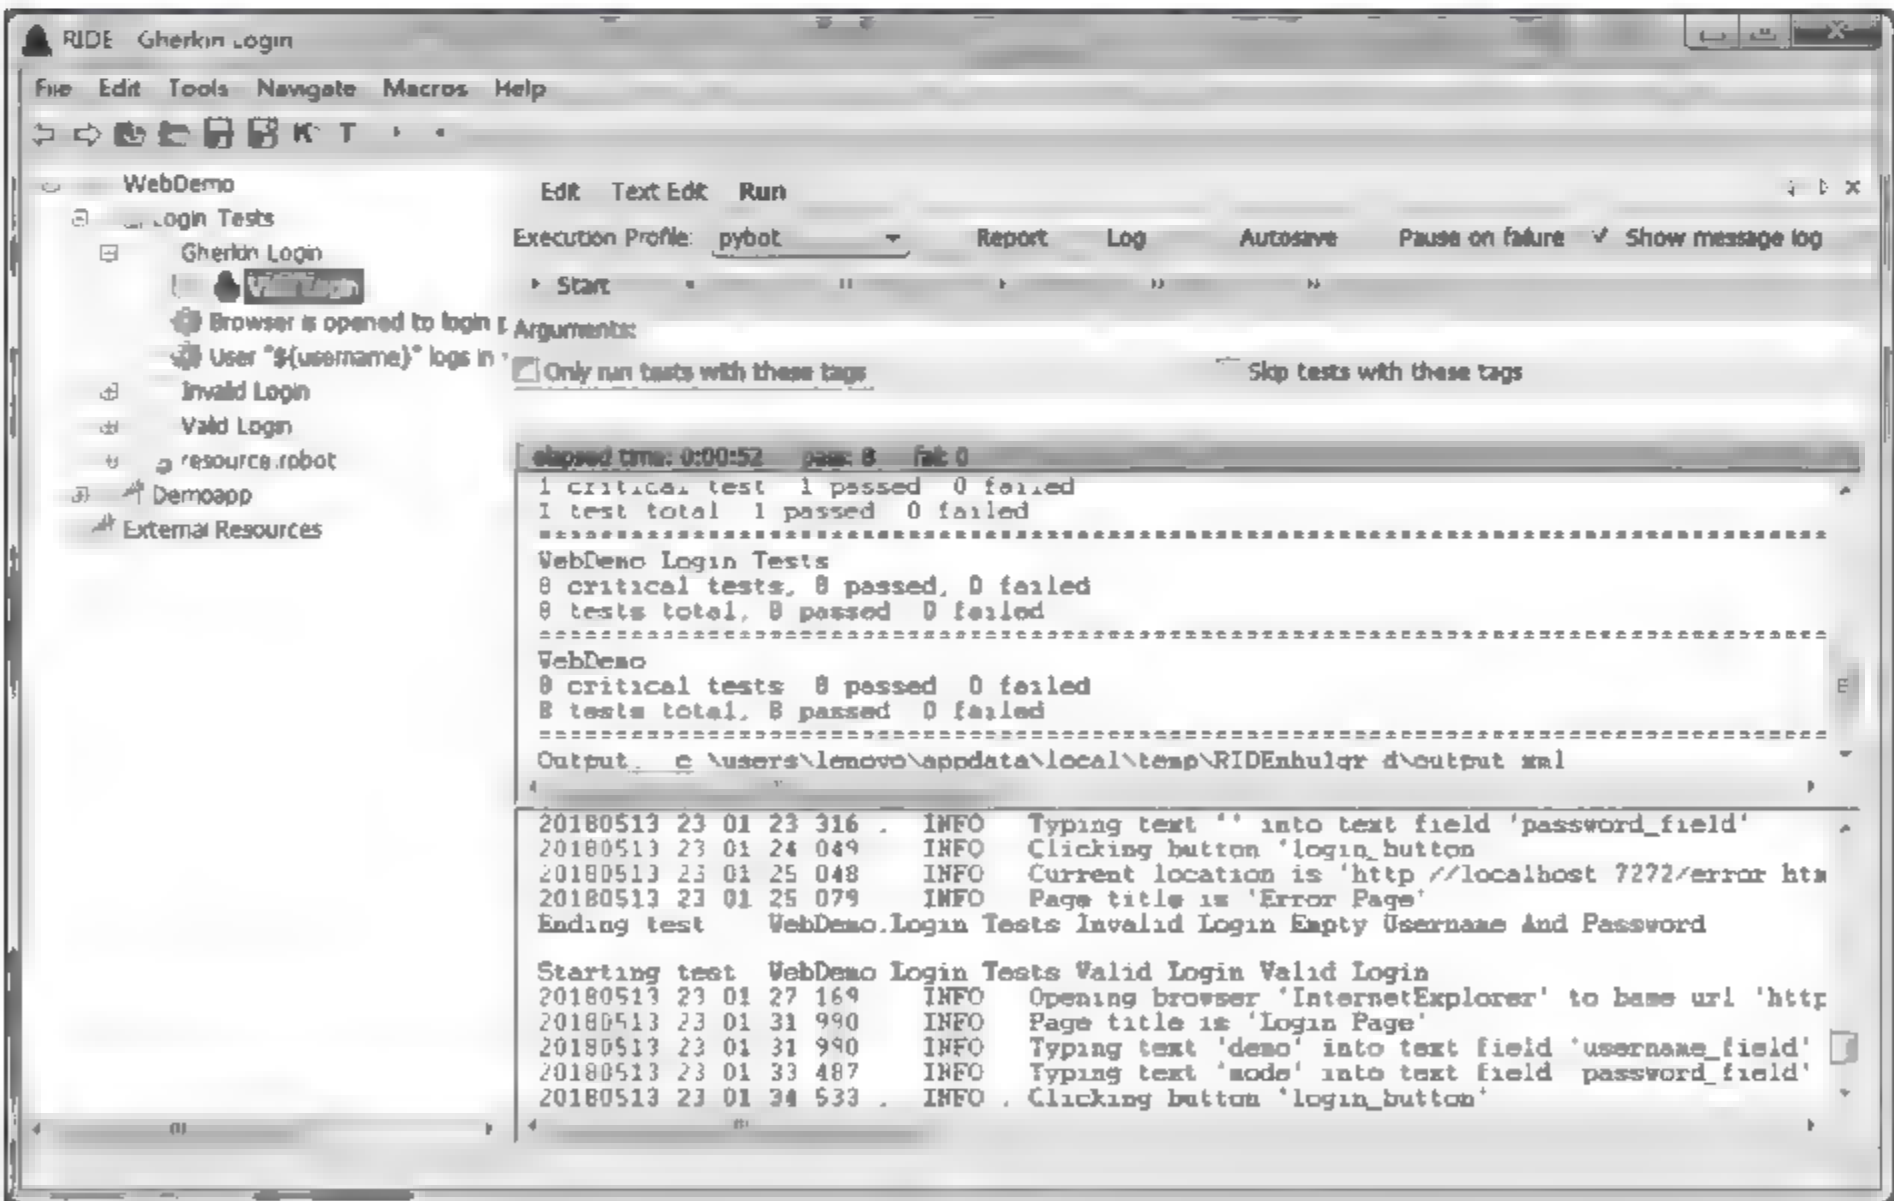 RIDE Gherkin Login
File Edit Tools Navigate Macros Help
K T
WebDemo
Login Tests
Gherkin Login
Valid Login
Browser is opened to login p
User "${username}" logs in
Invalid Login
Valid Login
resource.robot
Demoapp
External Resources
Edit Text Edit Run
Execution Profile: pybot Report Log Autosave Pause on failure Show message log
Start
Arguments:
Only run tests with these tags Skip tests with these tags
elapsed time: 0:00:52 pass: 8 fail: 0
1 critical test 1 passed 0 failed
1 test total 1 passed 0 failed
==============================================================================
WebDemo Login Tests
8 critical tests, 8 passed, 0 failed
8 tests total, 8 passed 0 failed
==============================================================================
WebDemo
8 critical tests 8 passed 0 failed
8 tests total, 8 passed 0 failed
==============================================================================
Output c \users\lenovo\appdata\local\temp\ \output xml
20180513 23 01 23 316 . INFO Typing text '' into text field 'password_field'
20180513 23 01 24 049 INFO Clicking button 'login_button
20180513 23 01 25 048 INFO Current location is 'http //localhost 7272/error htm
20180513 23 01 25 079 INFO Page title is 'Error Page'
Ending test WebDemo.Login Tests Invalid Login Empty Username And Password
Starting test WebDemo Login Tests Valid Login Valid Login
20180513 23 01 27 169 INFO Opening browser 'InternetExplorer' to base url 'http
20180513 23 01 31 990 INFO Page title is 'Login Page'
20180513 23 01 31 990 INFO Typing text 'demo' into text field 'username_field'
20180513 23 01 33 487 INFO Typing text 'mode' into text field password_field'
20180513 23 01 34 533 . INFO . Clicking button 'login_button'